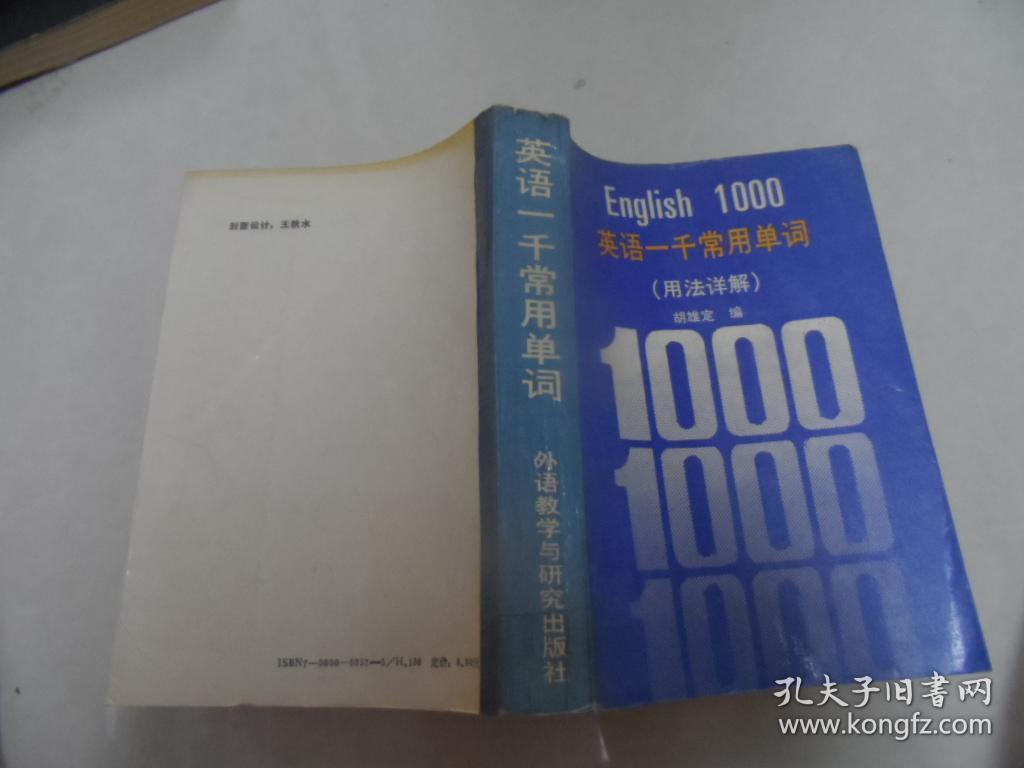 封面设计：王教水
英语一千常用单词
外语教学与研究出版社
English 1000
英语一千常用单词
（用法详解）
胡雄定 编
1000
1000
1000
孔夫子旧书网
www.kongfz.com